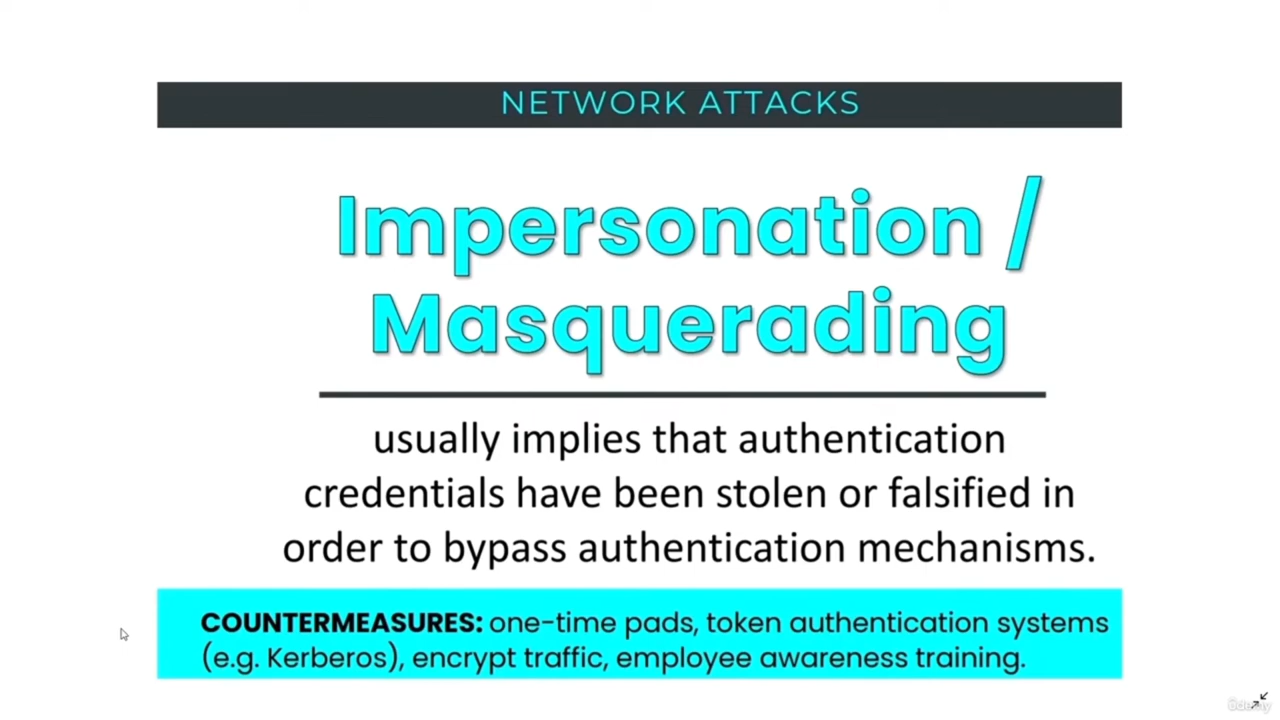 NETWORK ATTACKS
Impersonation /
Masquerading
usually implies that authentication
credentials have been stolen or falsified in
order to bypass authentication mechanisms.
COUNTERMEASURES: one-time pads, token authentication systems
(e.g. Kerberos), encrypt traffic, employee awareness training.